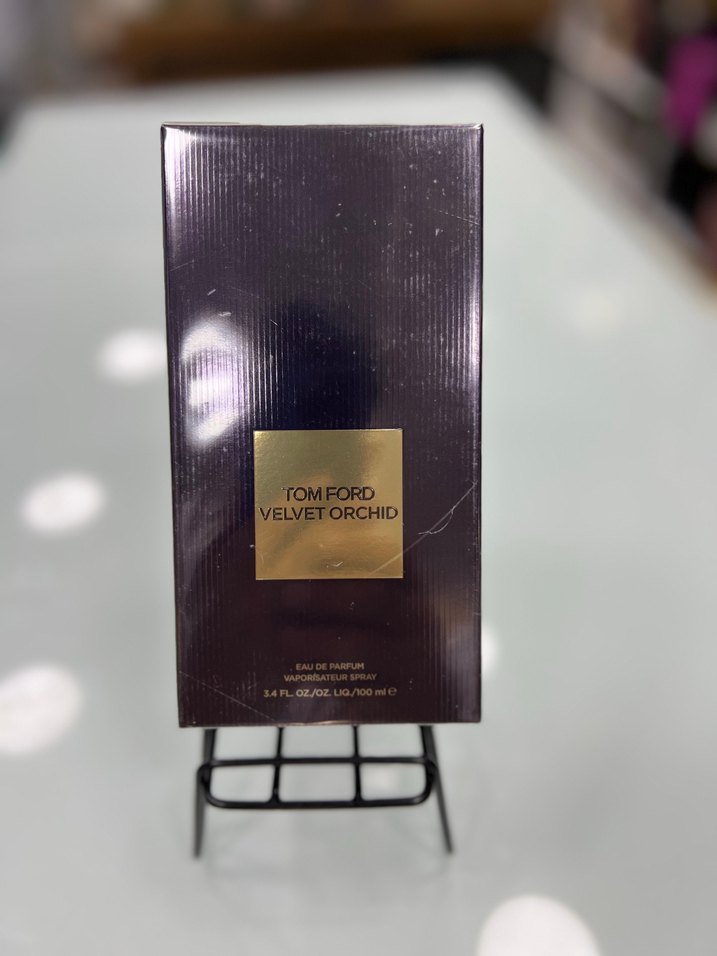 TOM FORD
VELVET ORCHID
EAU DE PARFUM
VAPORISATEUR SPRAY
3.4 FL. OZ./OZ. LIQ./100 ml ℮